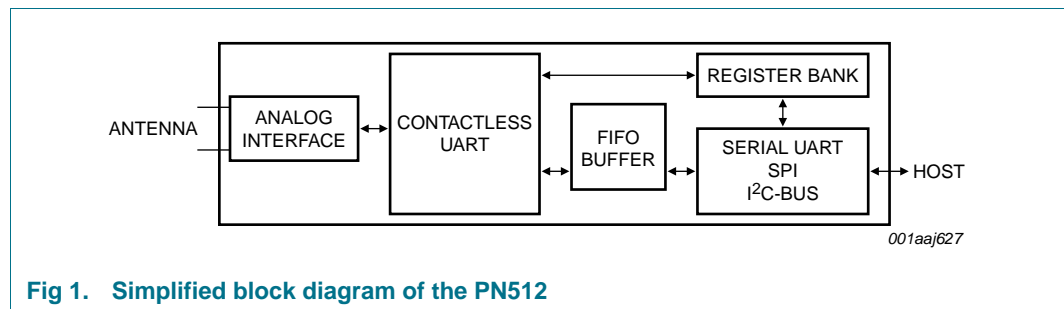 ANTENNA
ANALOG
INTERFACE
CONTACTLESS
UART
FIFO
BUFFER
REGISTER BANK
SERIAL UART
SPI
I²C-BUS
HOST
001aaj627
Fig 1. Simplified block diagram of the PN512